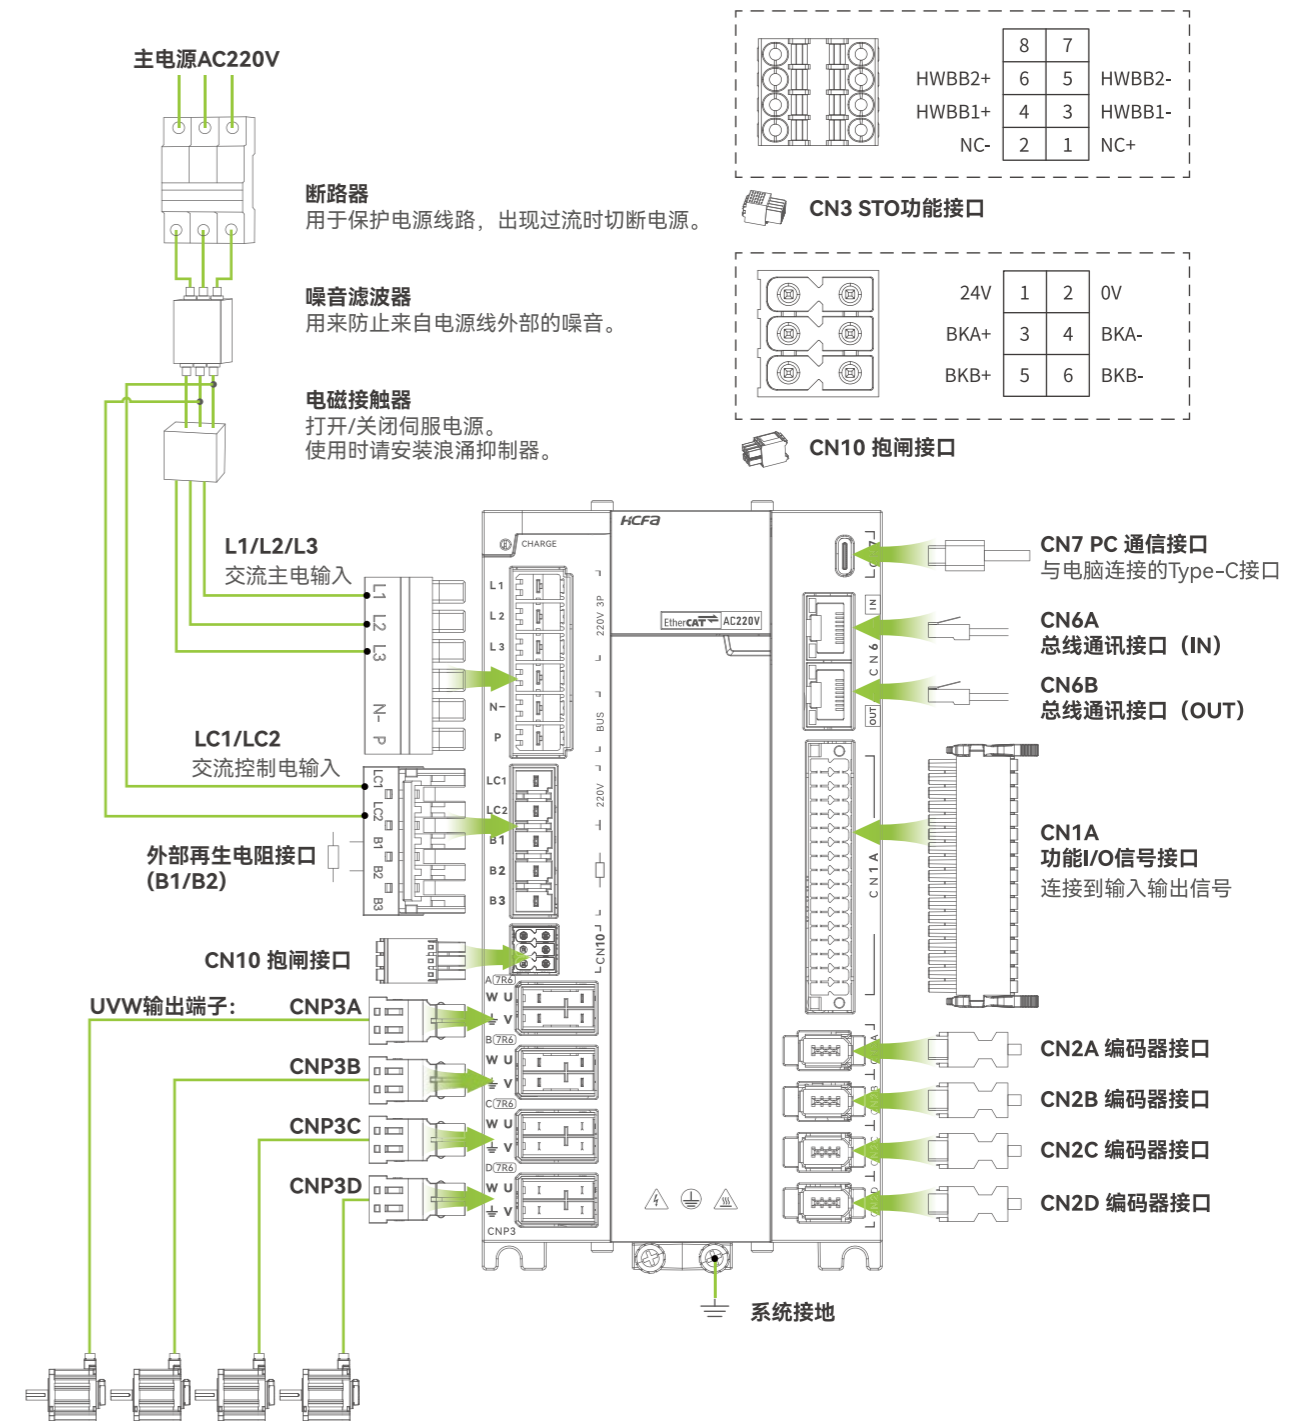 主电源AC220V
断路器
用于保护电源线路，出现过流时切断电源。
噪音滤波器
用来防止来自电源线外部的噪音。
电磁接触器
打开/关闭伺服电源。
使用时请安装浪涌抑制器。
8 7
HWBB2+ 6 5 HWBB2-
HWBB1+ 4 3 HWBB1-
NC- 2 1 NC+
CN3 STO功能接口
24V 1 2 0V
BKA+ 3 4 BKA-
BKB+ 5 6 BKB-
CN10 抱闸接口
L1/L2/L3
交流主电输入
L1
L2
L3
N-
P
LC1/LC2
交流控制电输入
LC1
LC2
B1
B2
B3
外部再生电阻接口
(B1/B2)
CN10 抱闸接口
UVW输出端子：
CNP3A
CNP3B
CNP3C
CNP3D
HCFA
CHARGE
L1
L2
L3
N-
P
220V 3P
BUS
LC1
LC2
B1
B2
B3
220V
CN10
A 7R6
W U
V
B 7R6
W U
V
C 7R6
W U
V
D 7R6
W U
V
CNP3
EtherCAT AC220V
IN
CN6
OUT
CN1A
CN7 PC 通信接口
与电脑连接的Type-C接口
CN6A
总线通讯接口（IN）
CN6B
总线通讯接口（OUT）
CN1A
功能I/O信号接口
连接到输入输出信号
CN2A 编码器接口
CN2B 编码器接口
CN2C 编码器接口
CN2D 编码器接口
系统接地